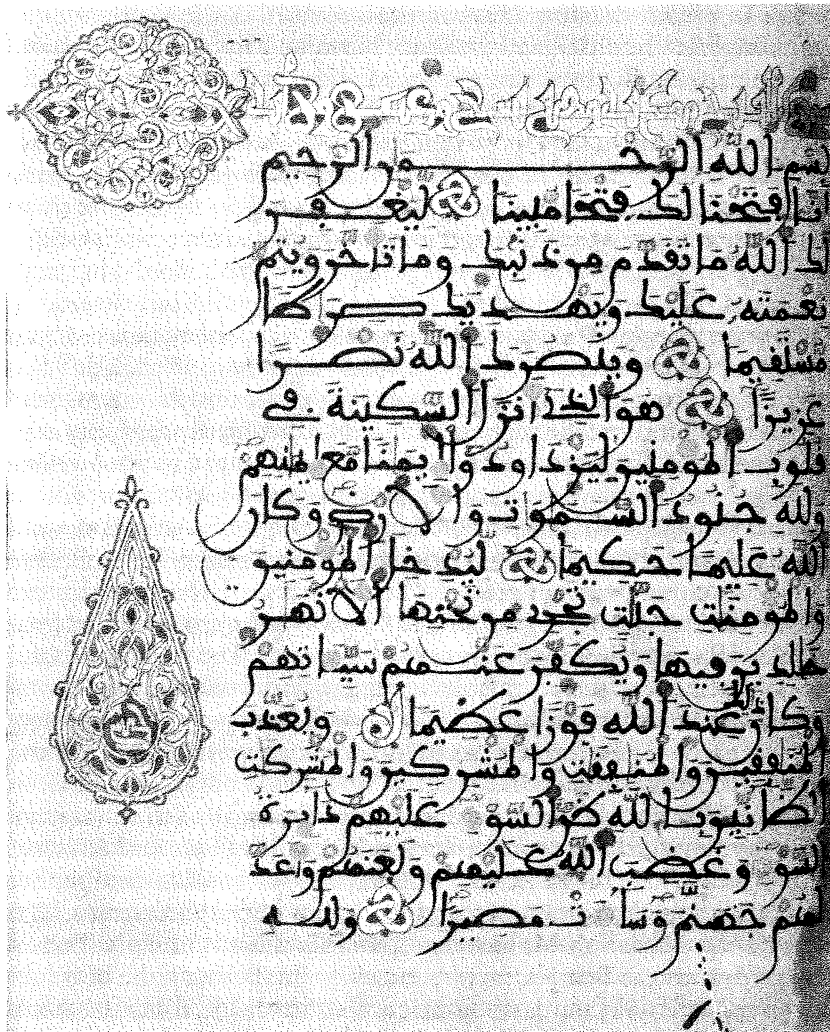 بسم الله الرحمن الرحيم
انا فتحنا لك فتحا مبينا ليغفر
لك الله ما تقدم من ذنبك وما تاخر ويتم
نعمته عليك ويهديك صرطا
مستقيما وينصرك الله نصرا
عزيزا هو الذي انزل السكينة في
قلوب المومنين ليزدادوا ايمنا مع ايمنهم
ولله جنود السموت والارض وكان
الله عليما حكيما ليدخل المومنين
والمومنت جنت تجري من تحتها الانهر
خلدين فيها ويكفر عنهم سياتهم
وكان ذلك عند الله فوزا عظيما ويعذب
المنفقين والمنفقت والمشركين والمشركت
الظانين بالله ظن السوء عليهم دايرة
السوء وغضب الله عليهم ولعنهم واعد
لهم جهنم وساءت مصيرا ولله